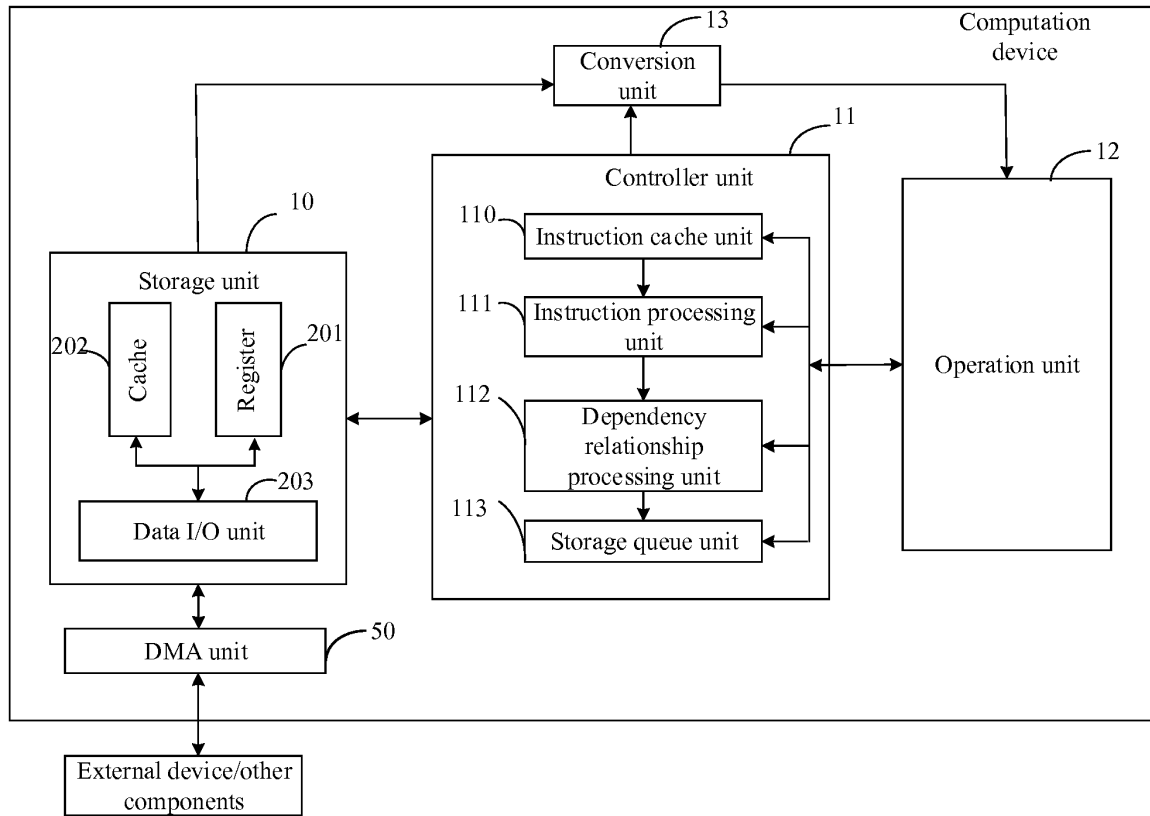 13
Computation
device
Conversion
unit
11
12
Controller unit
10
110
Instruction cache unit
Storage unit
111
Instruction processing
unit
202
Cache
Register
201
Operation unit
112
Dependency
relationship
processing unit
203
113
Data I/O unit
Storage queue unit
50
DMA unit
External device/other
components